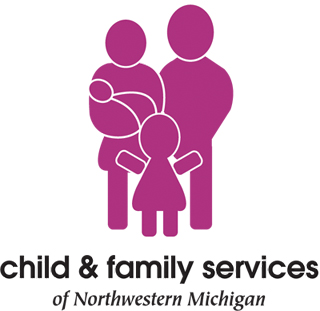 child & family services
of Northwestern Michigan